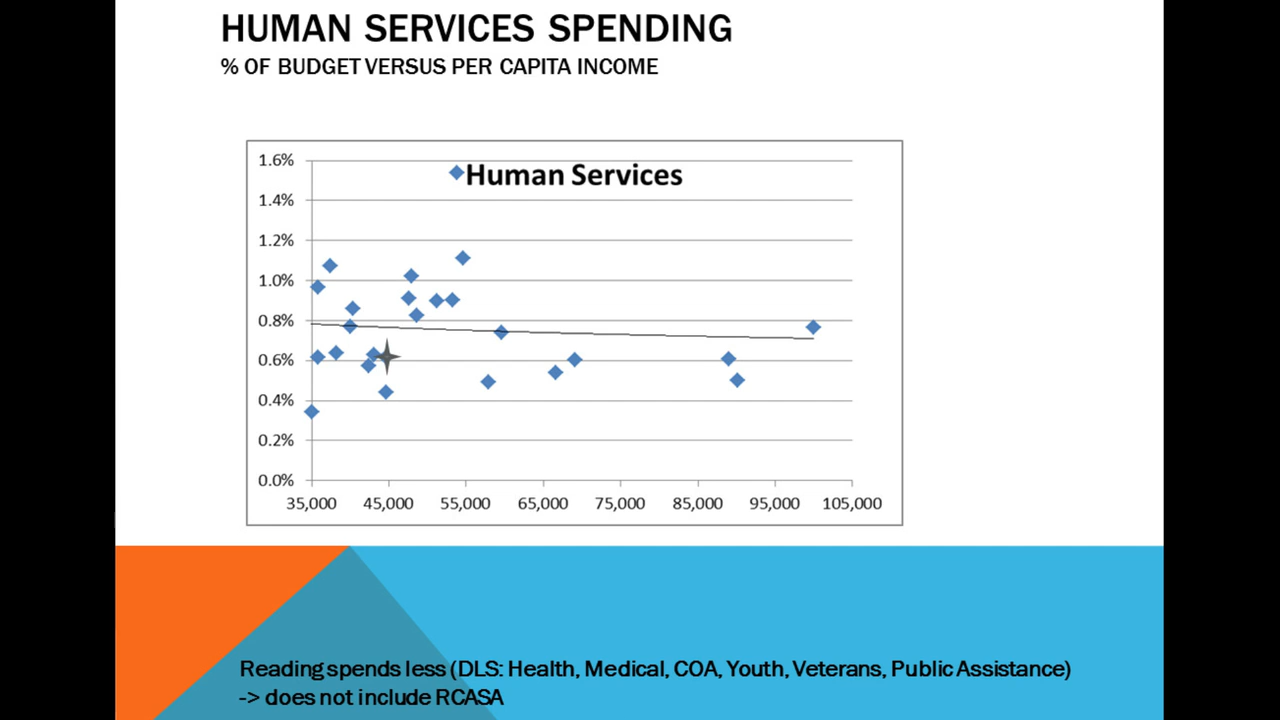 HUMAN SERVICES SPENDING
% OF BUDGET VERSUS PER CAPITA INCOME
Human Services
1.6%
1.4%
1.2%
1.0%
0.8%
0.6%
0.4%
0.2%
0.0%
35,000 45,000 55,000 65,000 75,000 85,000 95,000 105,000
Reading spends less (DLS: Health, Medical, COA, Youth, Veterans, Public Assistance)
-> does not include RCASA